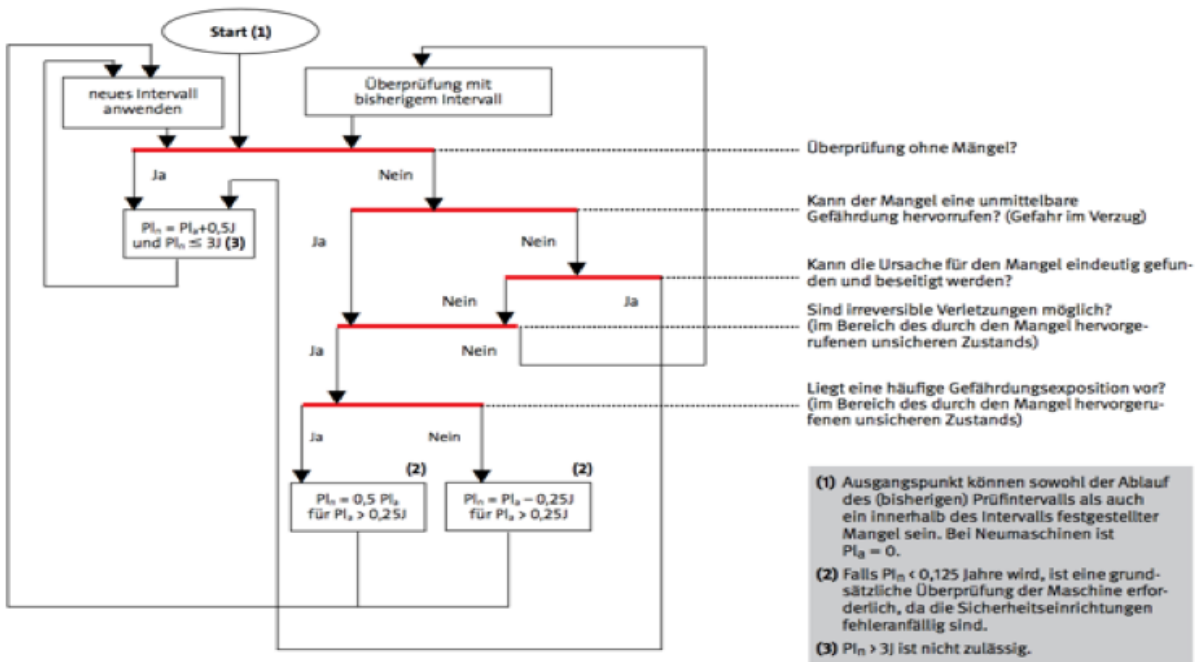 Start (1)
neues Intervall
anwenden
Überprüfung mit
bisherigem Intervall
Überprüfung ohne Mängel?
Ja
Nein
PIₙ = PIₐ+0,5J
und PIₙ ≤ 3J (3)
Kann der Mangel eine unmittelbare
Gefährdung hervorrufen? (Gefahr im Verzug)
Ja
Nein
Kann die Ursache für den Mangel eindeutig gefun-
den und beseitigt werden?
Nein
Ja
Sind irreversible Verletzungen möglich?
(im Bereich des durch den Mangel hervorge-
rufenen unsicheren Zustands)
Ja
Nein
Liegt eine häufige Gefährdungsexposition vor?
(im Bereich des durch den Mangel hervorgeru-
fenen unsicheren Zustands)
Ja
Nein
(2)
(2)
PIₙ = 0,5 PIₐ
für PIₐ > 0,25J
PIₙ = PIₐ – 0,25J
für PIₐ > 0,25J
(1) Ausgangspunkt können sowohl der Ablauf
des (bisherigen) Prüfintervalls als auch
ein innerhalb des Intervalls festgestellter
Mangel sein. Bei Neumaschinen ist
PIₐ = 0.
(2) Falls PIₙ < 0,125 Jahre wird, ist eine grund-
sätzliche Überprüfung der Maschine erfor-
derlich, da die Sicherheitseinrichtungen
fehleranfällig sind.
(3) PIₙ > 3J ist nicht zulässig.